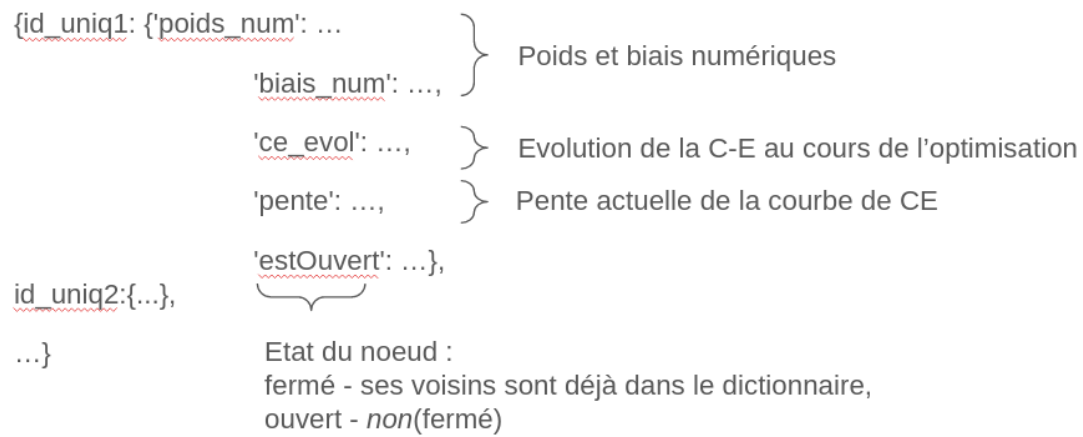 {id_uniq1: {'poids_num': …
Poids et biais numériques
'biais_num': …,
'ce_evol': …,
Evolution de la C-E au cours de l’optimisation
'pente': …,
Pente actuelle de la courbe de CE
'estOuvert': …},
id_uniq2:{...},
…}
Etat du noeud :
fermé - ses voisins sont déjà dans le dictionnaire,
ouvert - non(fermé)